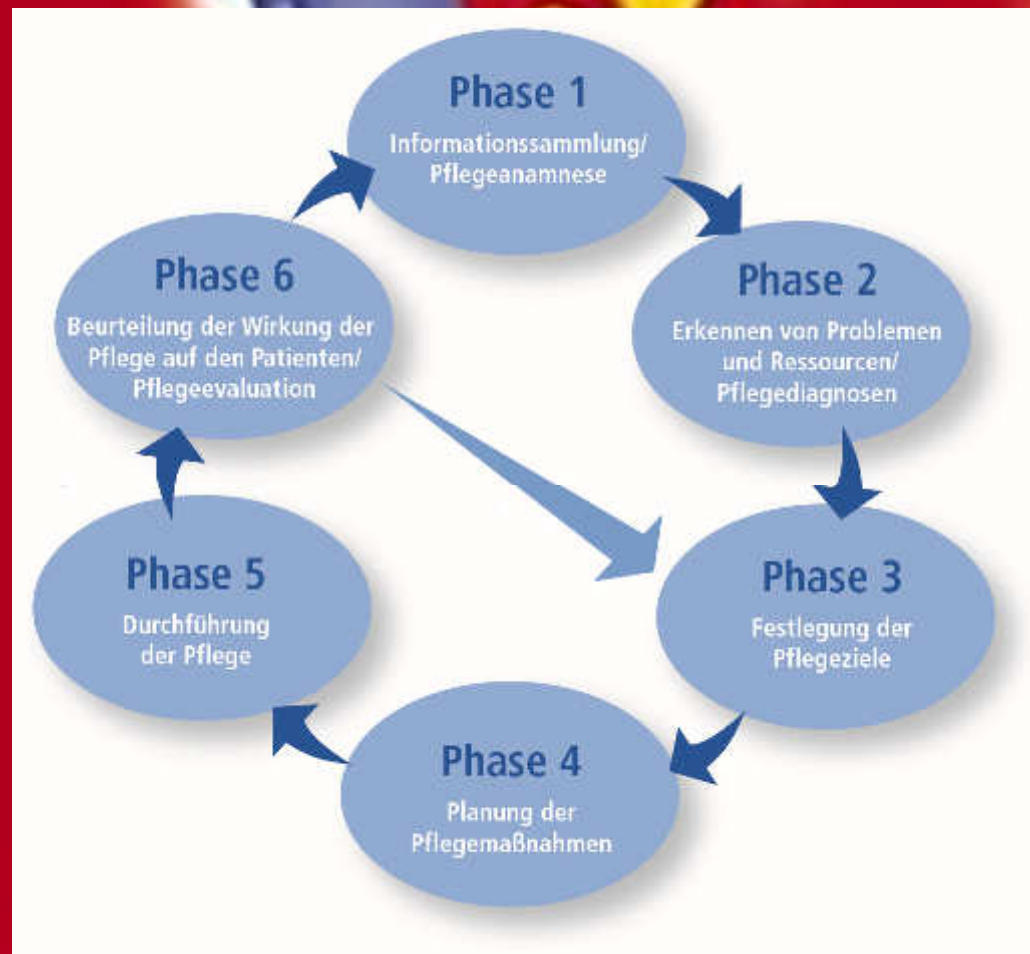 Phase 1
Informationssammlung/
Pflegeanamnese
Phase 2
Erkennen von Problemen
und Ressourcen/
Pflegediagnosen
Phase 3
Festlegung der
Pflegeziele
Phase 4
Planung der
Pflegemaßnahmen
Phase 5
Durchführung
der Pflege
Phase 6
Beurteilung der Wirkung der
Pflege auf den Patienten/
Pflegeevaluation